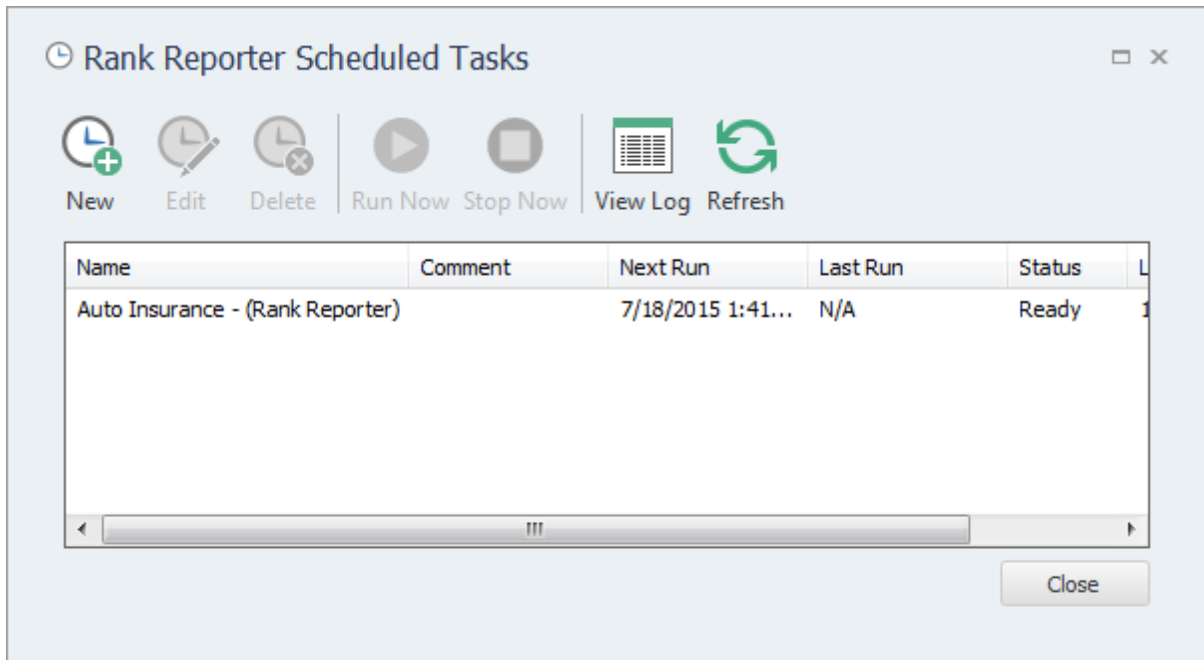 Rank Reporter Scheduled Tasks
New Edit Delete Run Now Stop Now View Log Refresh
Name Comment Next Run Last Run Status L
Auto Insurance - (Rank Reporter) 7/18/2015 1:41... N/A Ready 1
Close